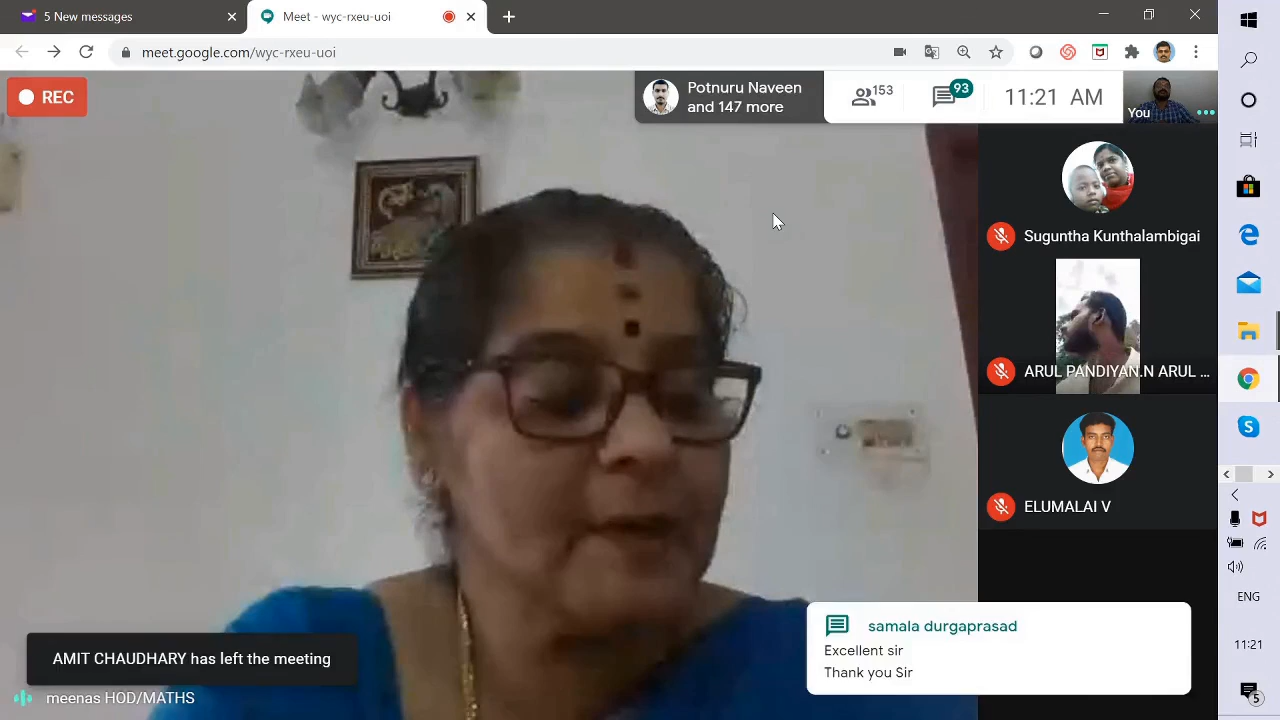 5 New messages
Meet - wyc-rxeu-uoi
meet.google.com/wyc-rxeu-uoi
REC
Potnuru Naveen
and 147 more
153
93
11:21 AM
You
Suguntha Kunthalambigai
ARUL PANDIYAN.N ARUL ...
ELUMALAI V
samala durgaprasad
Excellent sir
Thank you Sir
AMIT CHAUDHARY has left the meeting
meenas HOD/MATHS
ENG
11:21
5